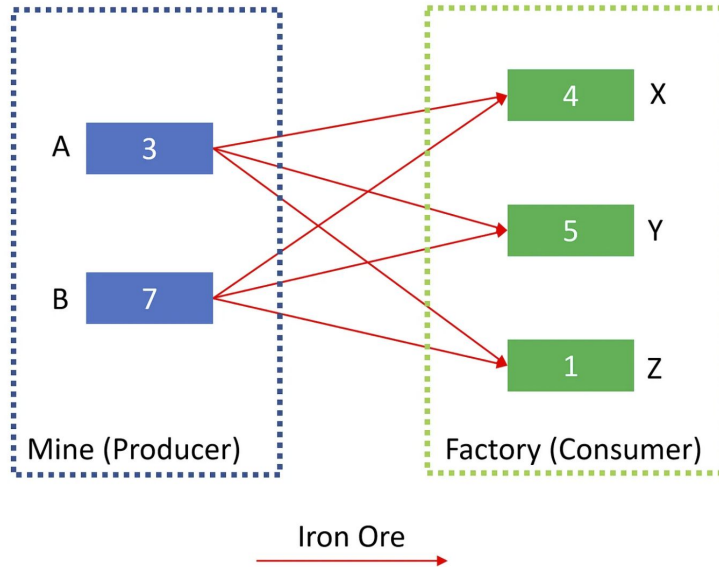 A
3
B
7
Mine (Producer)
4
X
5
Y
1
Z
Factory (Consumer)
Iron Ore